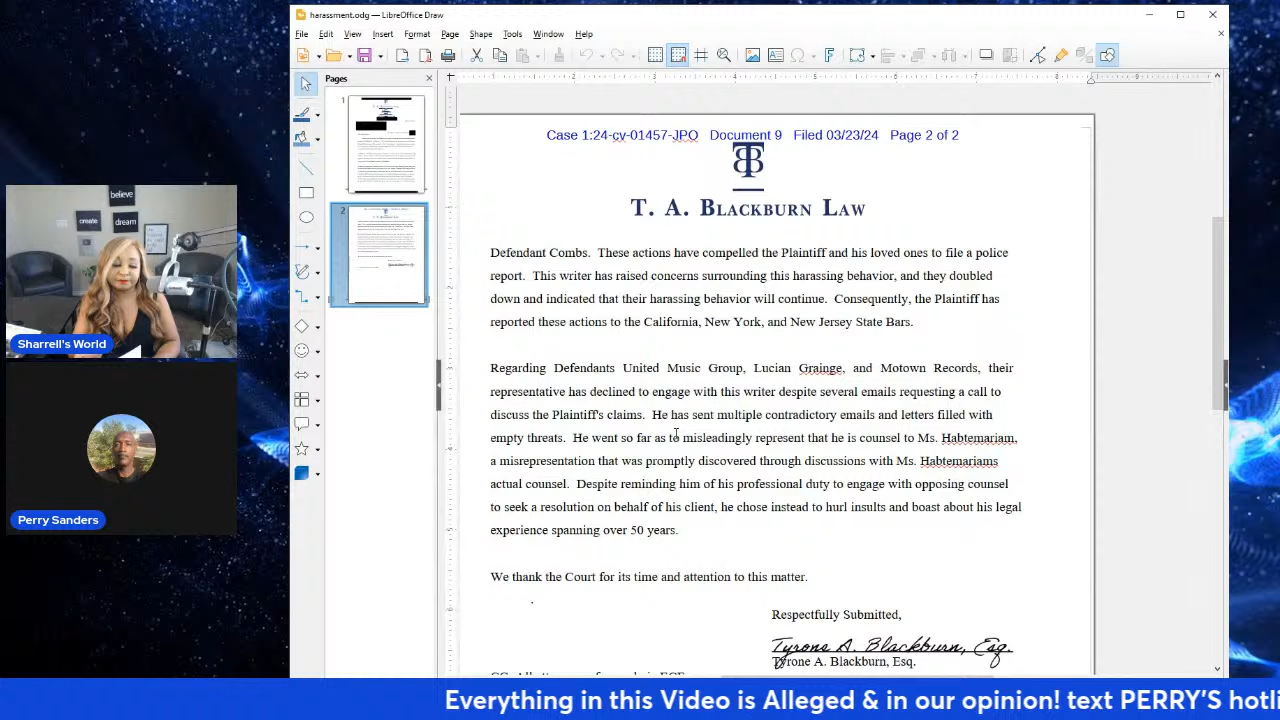 harassment.odg — LibreOffice Draw
File Edit View Insert Format Page Shape Tools Window Help
Pages
1
2
2 3 4 5 6 7 8 9
Case 1:24-cv-01457-JPO Document 9 Filed 03/23/24 Page 2 of 2
T. A. BLACKBURN LAW
Defendant Combs. These actions have compelled the Plaintiff and his loved ones to file a police
report. This writer has raised concerns surrounding this harassing behavior, and they doubled
down and indicated that their harassing behavior will continue. Consequently, the Plaintiff has
reported these actions to the California, New York, and New Jersey State Bars.
Regarding Defendants United Music Group, Lucian Grainge, and Motown Records, their
representative has declined to engage with this writer despite several emails requesting a call to
discuss the Plaintiff's claims. He has sent multiple contradictory emails and letters filled with
empty threats. He went so far as to misleadingly represent that he is counsel to Ms. Habtemariam,
a misrepresentation that was promptly discovered through discussions with Ms. Habtemariams
actual counsel. Despite reminding him of his professional duty to engage with opposing counsel
to seek a resolution on behalf of his client, he chose instead to hurl insults and boast about his legal
experience spanning over 50 years.
We thank the Court for its time and attention to this matter.
Respectfully Submitted,
Tyrone A. Blackburn, Esq.
Tyrone A. Blackburn, Esq.
believe
create
dream
Sharrell's World
Perry Sanders
Everything in this Video is Alleged & in our opinion! text PERRY'S hotli